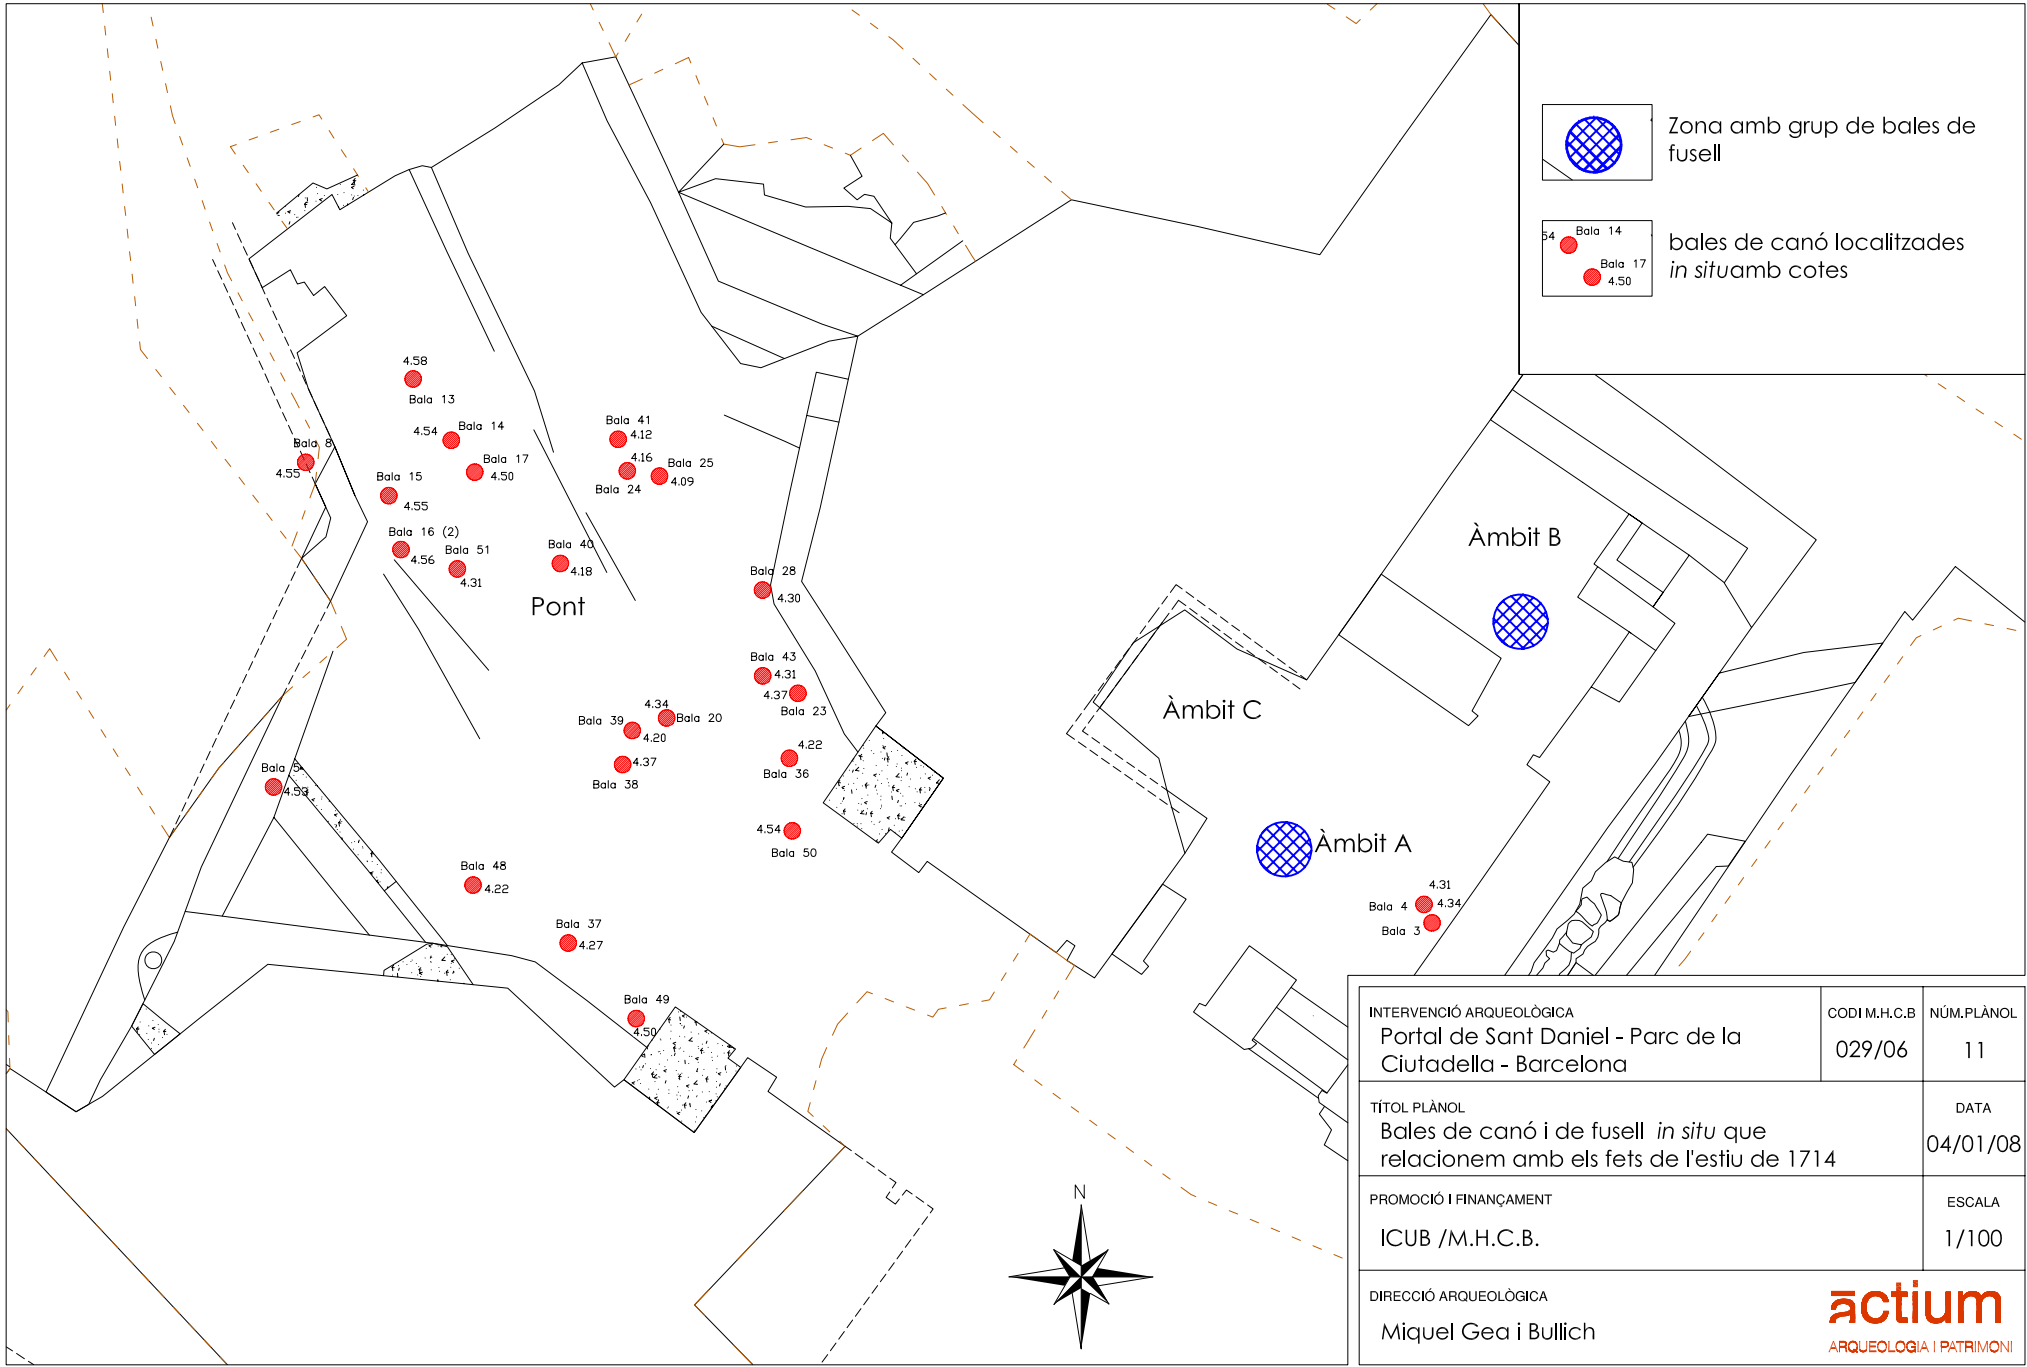 Zona amb grup de bales de
fusell
54
Bala 14
Bala 17
4.50
bales de canó localitzades
in situamb cotes
4.58
Bala 13
Bala 14
4.54
Bala 17
4.50
Bala 8
4.55
Bala 15
4.55
Bala 16 (2)
4.56
Bala 51
4.31
Bala 41
4.12
4.16
Bala 24
Bala 25
4.09
Bala 40
4.18
Pont
Bala 28
4.30
Bala 43
4.31
4.37
Bala 23
4.34
Bala 20
Bala 39
4.20
4.37
Bala 38
4.22
Bala 36
4.54
Bala 50
Bala 5
4.53
Bala 48
4.22
Bala 37
4.27
Bala 49
4.50
Àmbit B
Àmbit C
Àmbit A
4.31
Bala 4
4.34
Bala 3
N
INTERVENCIÓ ARQUEOLÒGICA
Portal de Sant Daniel - Parc de la
Ciutadella - Barcelona
CODI M.H.C.B
029/06
NÚM.PLÀNOL
11
TÍTOL PLÀNOL
Bales de canó i de fusell in situ que
relacionem amb els fets de l'estiu de 1714
DATA
04/01/08
PROMOCIÓ I FINANÇAMENT
ICUB /M.H.C.B.
ESCALA
1/100
DIRECCIÓ ARQUEOLÒGICA
Miquel Gea i Bullich
actium
ARQUEOLOGIA I PATRIMONI